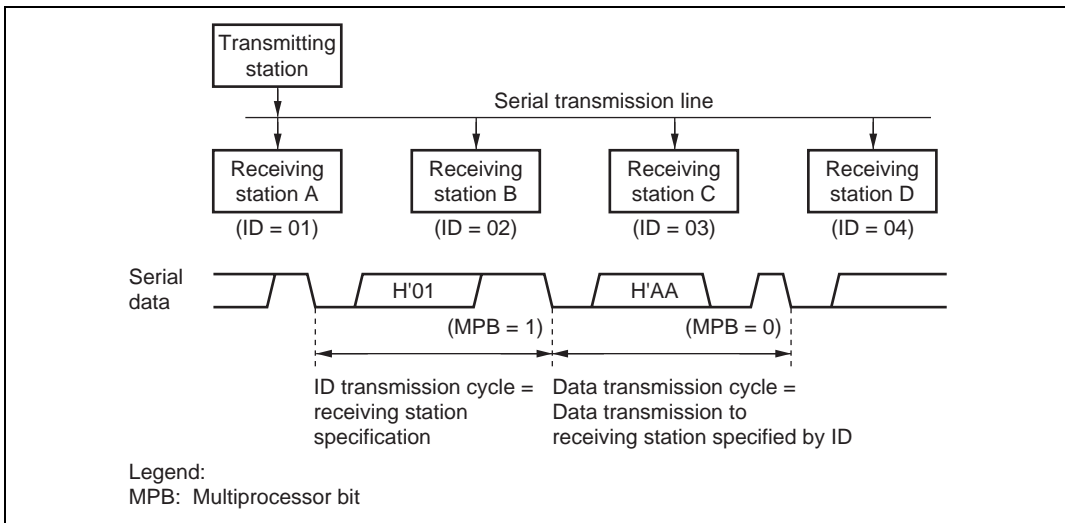 Transmitting
station
Serial transmission line
Receiving
station A
Receiving
station B
Receiving
station C
Receiving
station D
(ID = 01)
(ID = 02)
(ID = 03)
(ID = 04)
Serial
data
H'01
H'AA
(MPB = 1)
(MPB = 0)
ID transmission cycle =
receiving station
specification
Data transmission cycle =
Data transmission to
receiving station specified by ID
Legend:
MPB: Multiprocessor bit